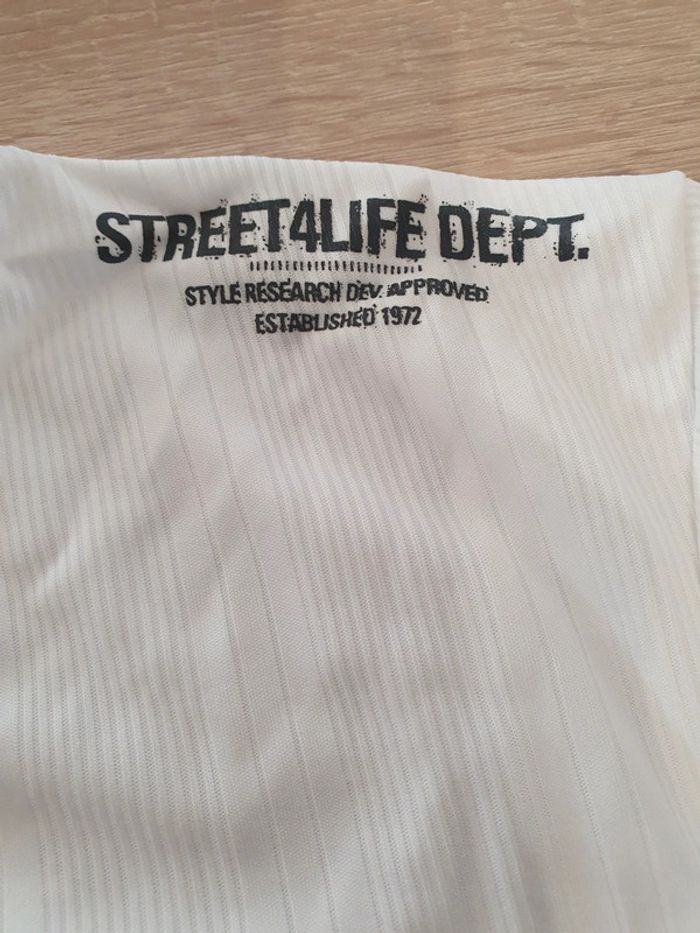 STREET4LIFE DEPT.
STYLE RESEARCH DEV. APPROVED
ESTABLISHED 1972